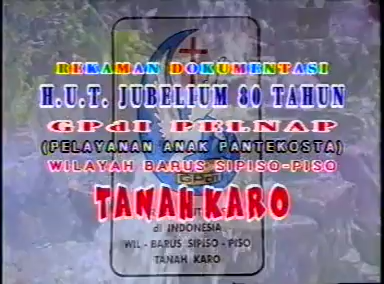 REKAMAN DOKUMENTASI
H.U.T. JUBELIUM 80 TAHUN
GPdI PELNAP
(PELAYANAN ANAK PANTEKOSTA)
WILAYAH BARUS SIPISO-PISO
TANAH KARO
GPdI
di INDONESIA
WIL - BARUS SIPISO - PISO
TANAH KARO